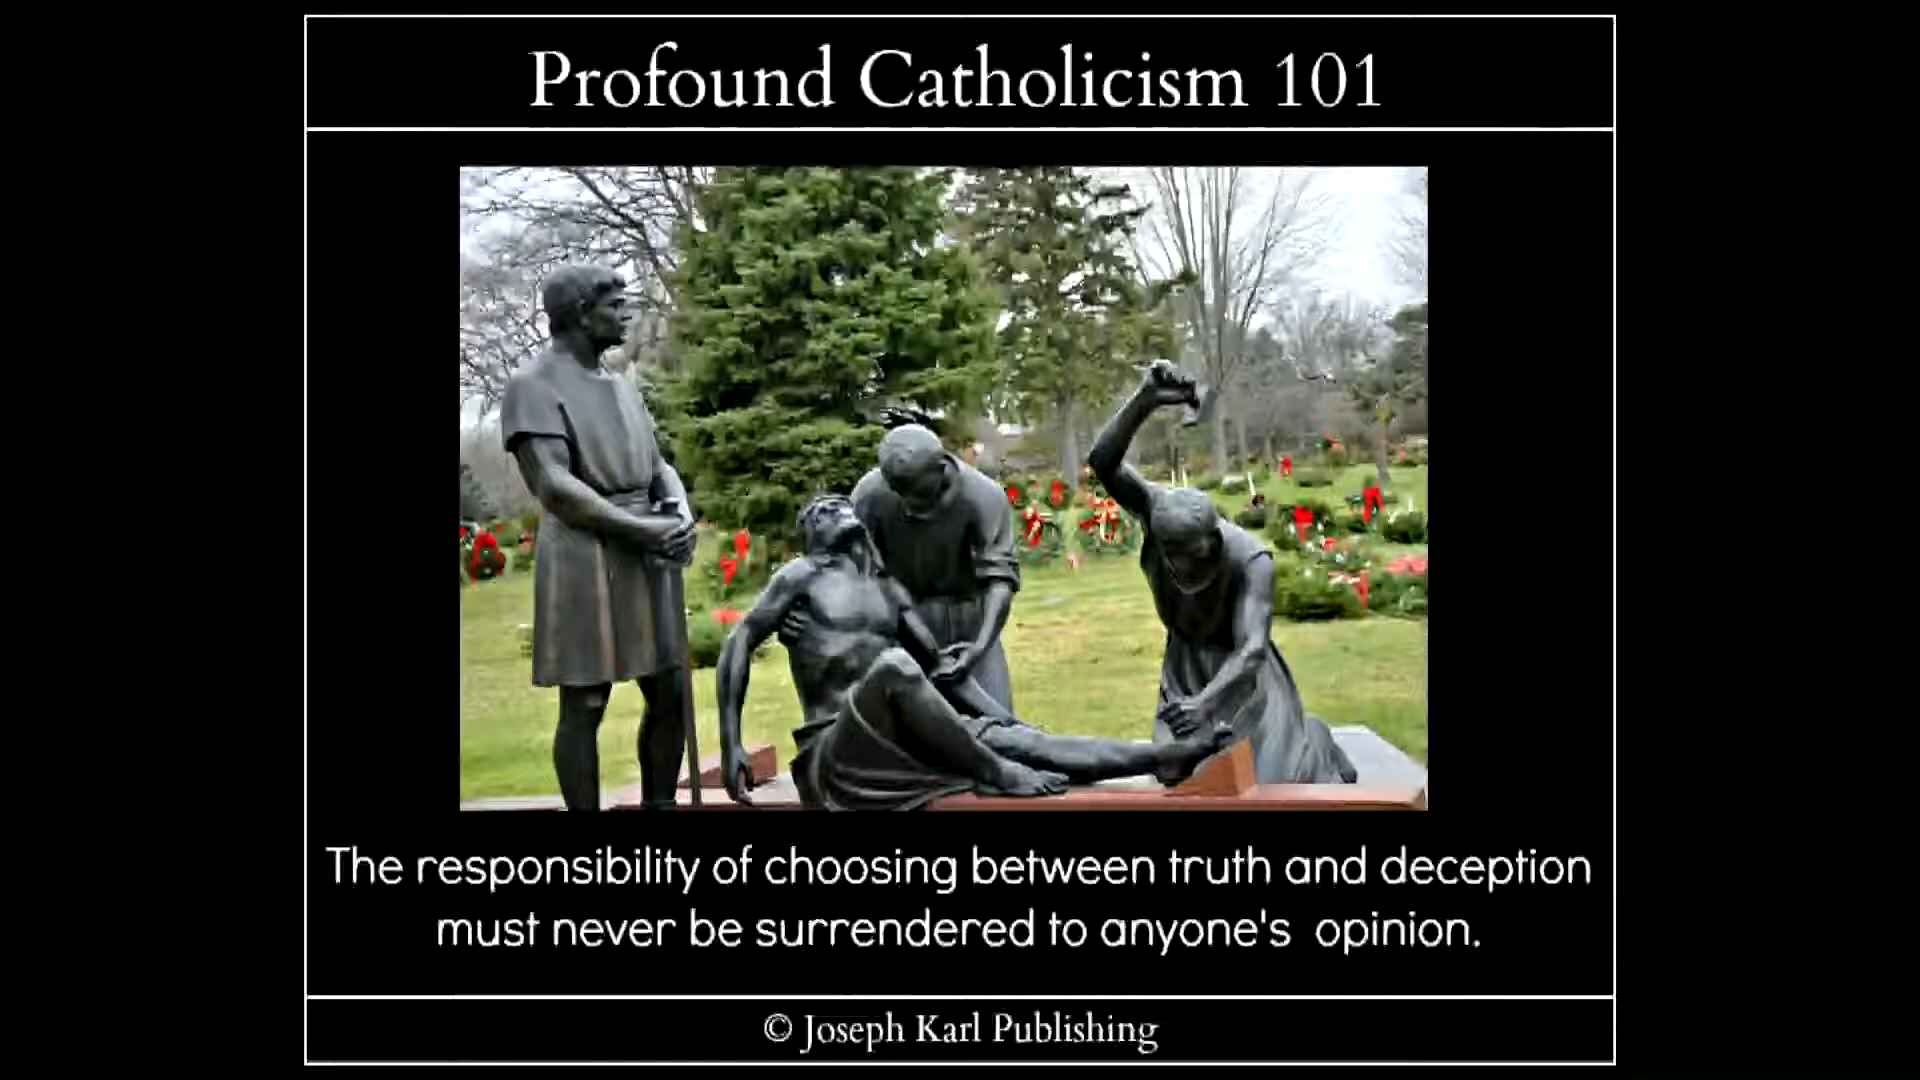 Profound Catholicism 101
The responsibility of choosing between truth and deception
must never be surrendered to anyone's  opinion.
© Joseph Karl Publishing